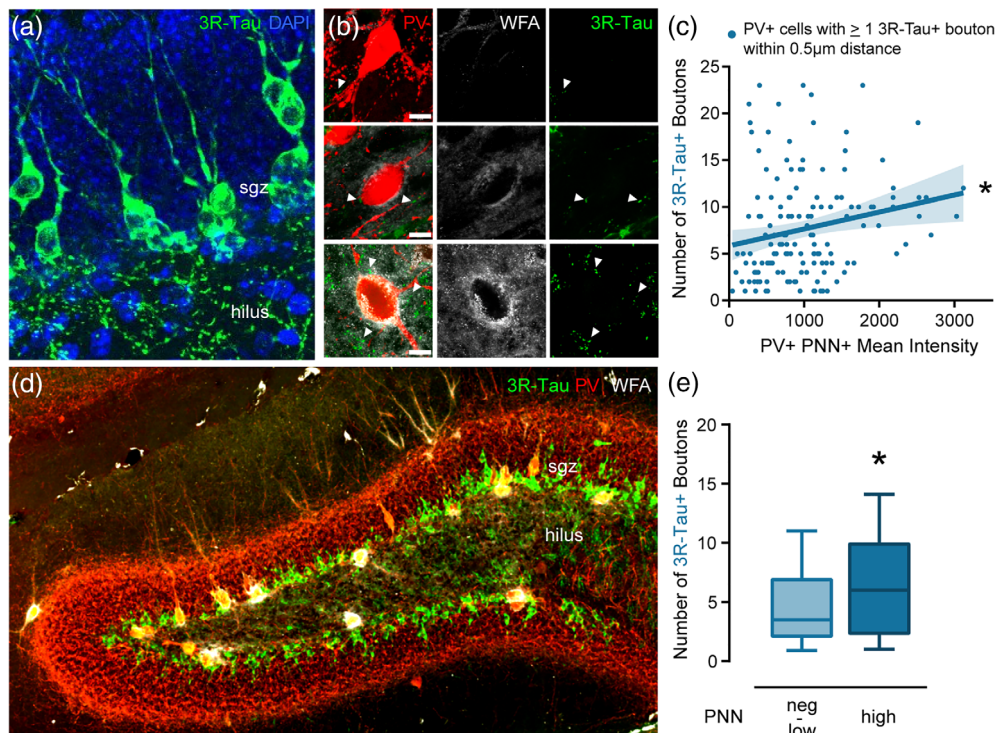 (a)
3R-Tau DAPI
sgz
hilus
(b)
PV
WFA
3R-Tau
(c)
PV+ cells with ≥ 1 3R-Tau+ bouton
within 0.5µm distance
Number of 3R-Tau+ Boutons
25
20
15
10
5
0
*
0
1000
2000
3000
PV+ PNN+ Mean Intensity
(d)
3R-Tau PV WFA
sgz
hilus
(e)
Number of 3R-Tau+ Boutons
20
15
10
5
0
*
PNN
neg
-
low
high